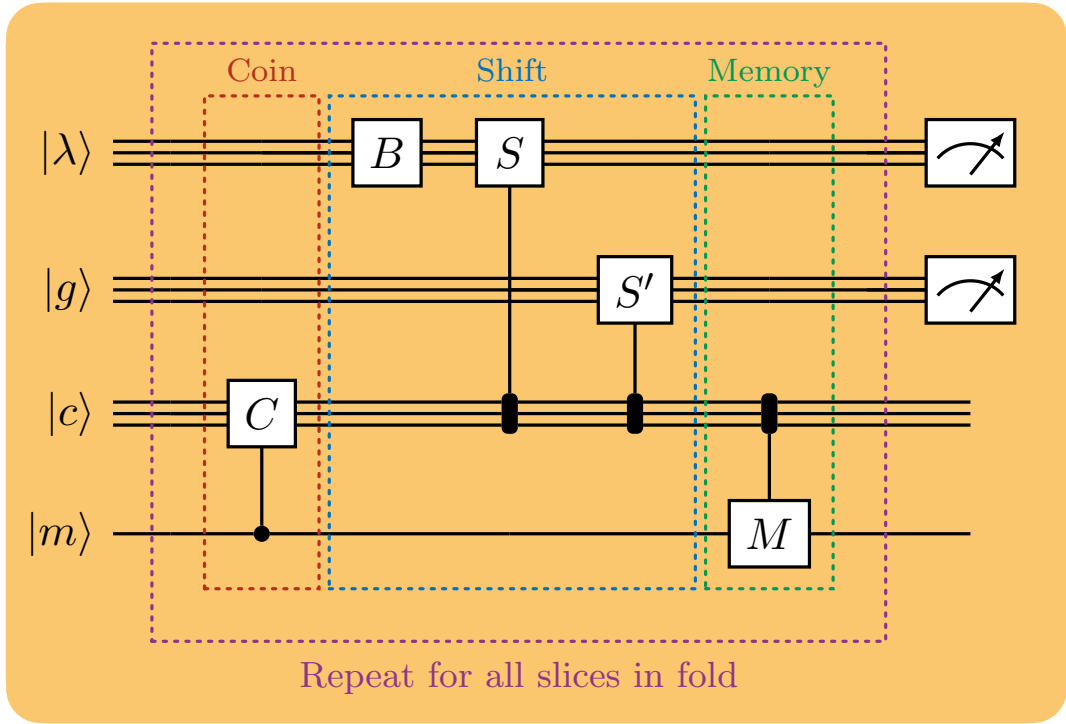 Coin Shift Memory
|λ⟩ B S
|g⟩ S′
|c⟩ C
|m⟩ M
Repeat for all slices in fold